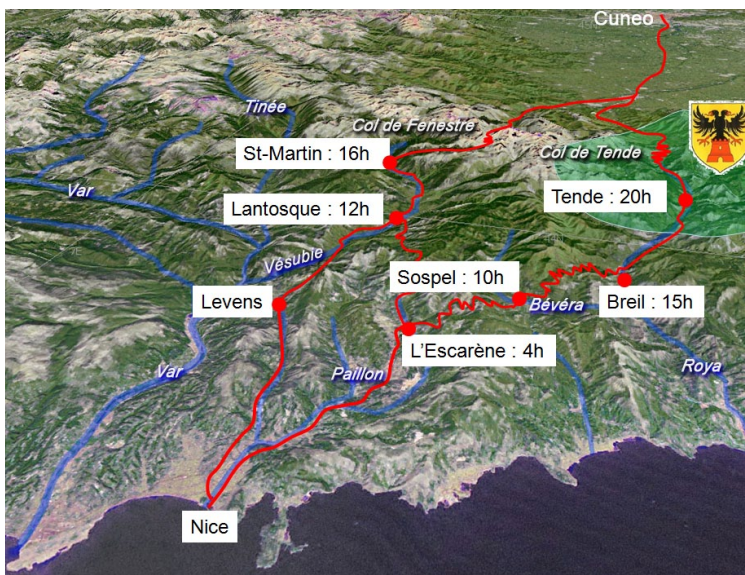 Cuneo
Tinée
Col de Fenestre
St-Martin : 16h
Col de Tende
Var
Tende : 20h
Lantosque : 12h
Vésubie
Sospel : 10h
Levens
Bévéra
Breil : 15h
L'Escarène : 4h
Var
Paillon
Roya
Nice